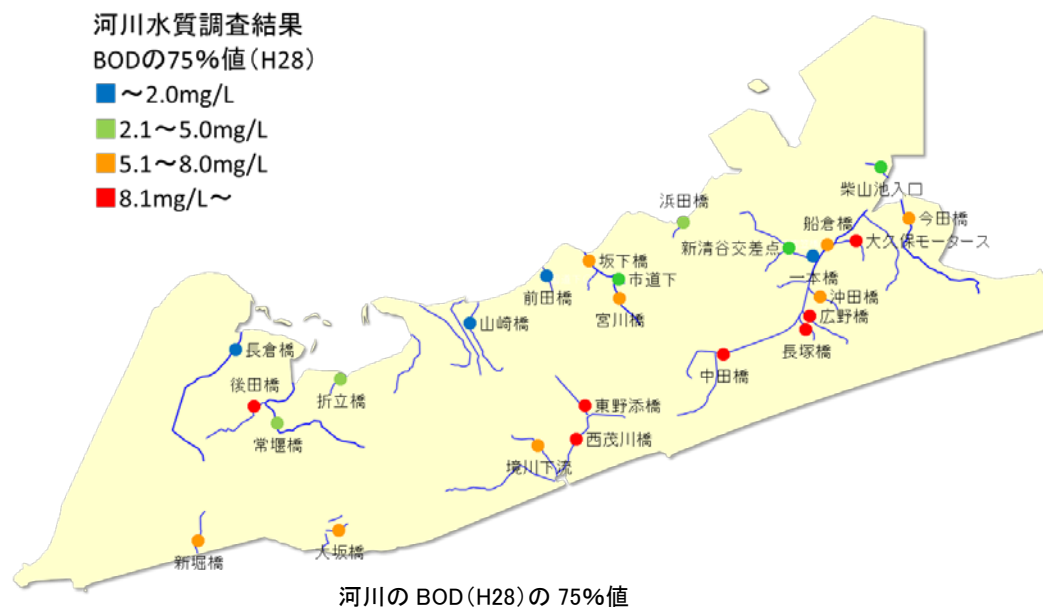 河川水質調査結果
BODの75%値(H28)
～2.0mg/L
2.1～5.0mg/L
5.1～8.0mg/L
8.1mg/L～
柴山池入口
浜田橋
船倉橋
今田橋
新清谷交差点
大久保モータース
坂下橋
一本橋
市道下
前田橋
沖田橋
宮川橋
広野橋
山崎橋
長塚橋
長倉橋
中田橋
後田橋
折立橋
東野添橋
常堰橋
西茂川橋
境川下流
人坂橋
新堀橋
河川の BOD(H28)の 75%値